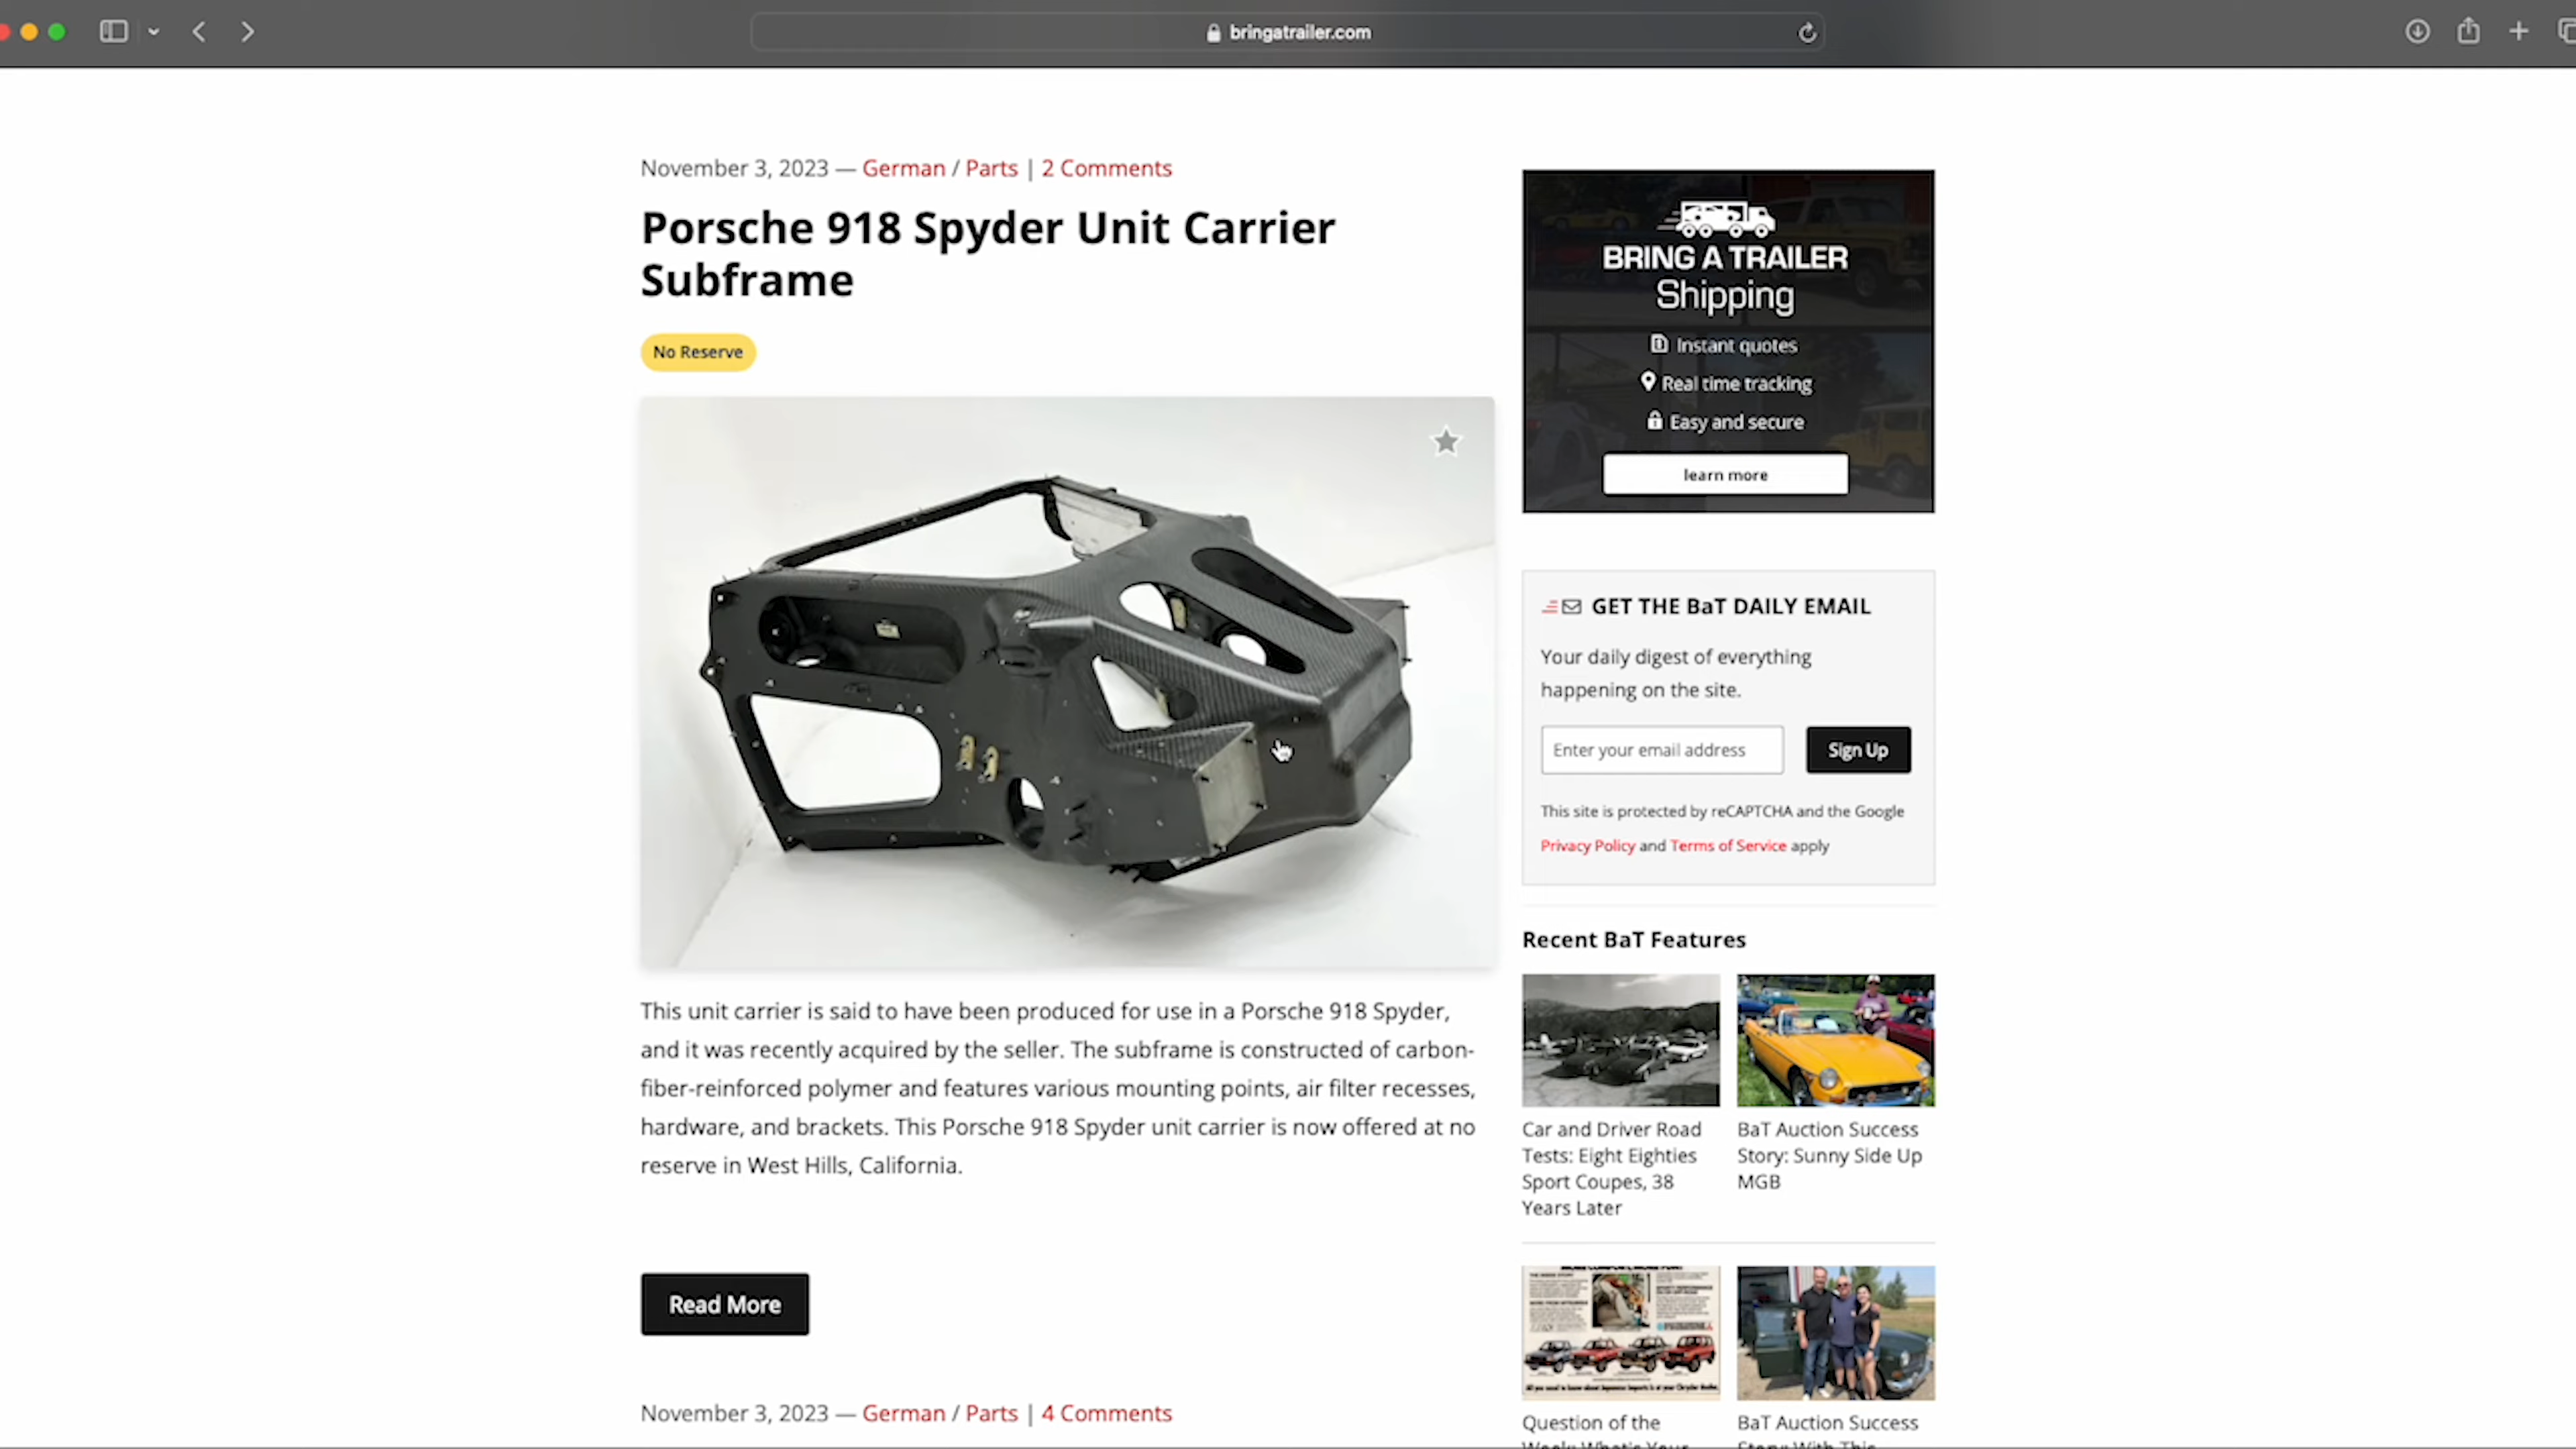 bringatrailer.com
November 3, 2023 — German / Parts | 2 Comments
Porsche 918 Spyder Unit Carrier
Subframe
No Reserve
This unit carrier is said to have been produced for use in a Porsche 918 Spyder,
and it was recently acquired by the seller. The subframe is constructed of carbon-
fiber-reinforced polymer and features various mounting points, air filter recesses,
hardware, and brackets. This Porsche 918 Spyder unit carrier is now offered at no
reserve in West Hills, California.
Read More
November 3, 2023 — German / Parts | 4 Comments
BRING A TRAILER
Shipping
Instant quotes
Real time tracking
Easy and secure
learn more
GET THE BaT DAILY EMAIL
Your daily digest of everything
happening on the site.
Enter your email address
Sign Up
This site is protected by reCAPTCHA and the Google
Privacy Policy and Terms of Service apply
Recent BaT Features
Car and Driver Road
Tests: Eight Eighties
Sport Coupes, 38
Years Later
BaT Auction Success
Story: Sunny Side Up
MGB
Question of the
Week: What's Your
BaT Auction Success
Story: With This